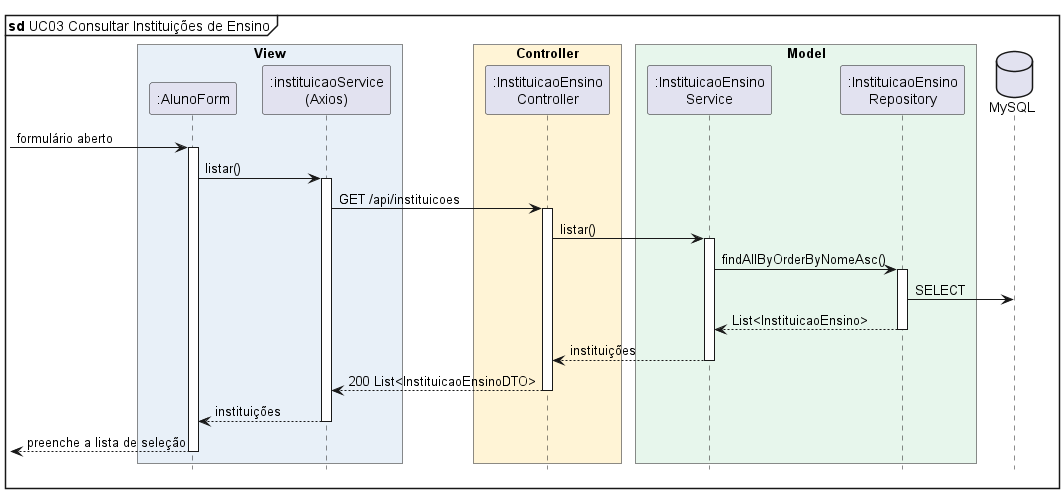 sd UC03 Consultar Instituições de Ensino
View
Controller
Model
:AlunoForm
:instituicaoService
(Axios)
:InstituicaoEnsino
Controller
:InstituicaoEnsino
Service
:InstituicaoEnsino
Repository
MySQL
formulário aberto
listar()
GET /api/instituicoes
listar()
findAllByOrderByNomeAsc()
SELECT
List<InstituicaoEnsino>
instituições
200 List<InstituicaoEnsinoDTO>
instituições
preenche a lista de seleção